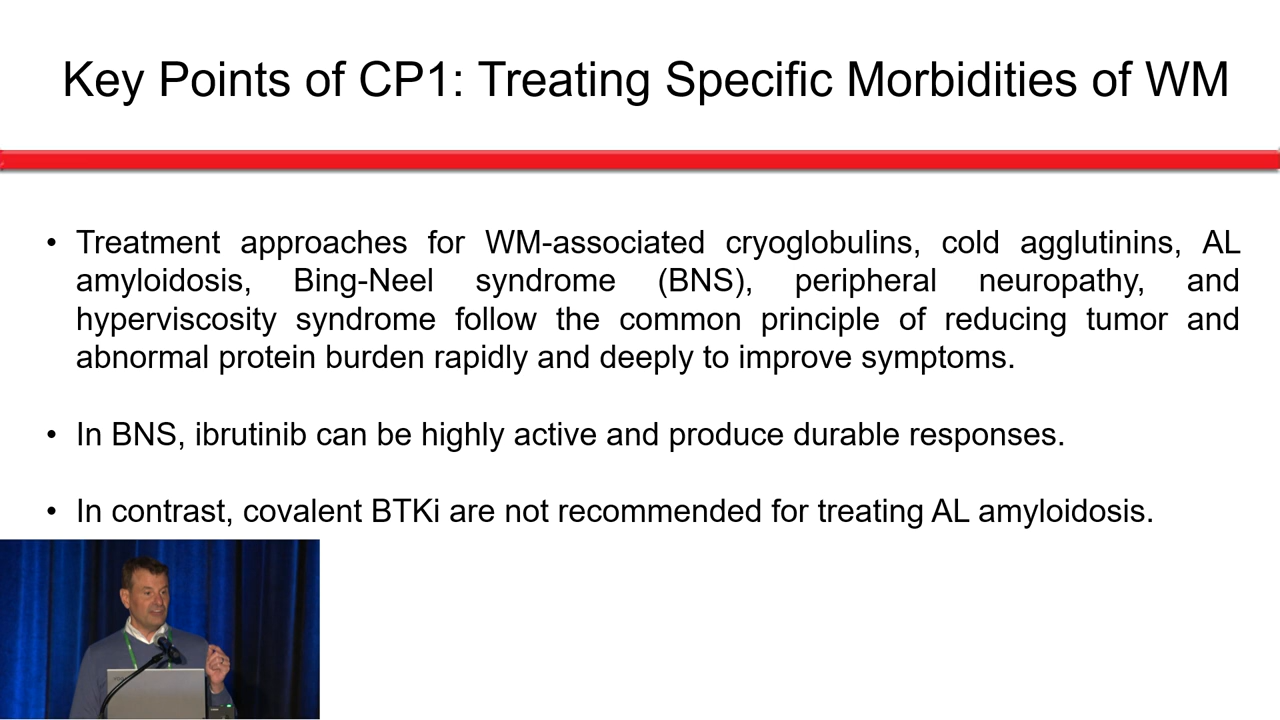 Key Points of CP1: Treating Specific Morbidities of WM
• Treatment approaches for WM-associated cryoglobulins, cold agglutinins, AL
amyloidosis, Bing-Neel syndrome (BNS), peripheral neuropathy, and
hyperviscosity syndrome follow the common principle of reducing tumor and
abnormal protein burden rapidly and deeply to improve symptoms.
• In BNS, ibrutinib can be highly active and produce durable responses.
• In contrast, covalent BTKi are not recommended for treating AL amyloidosis.